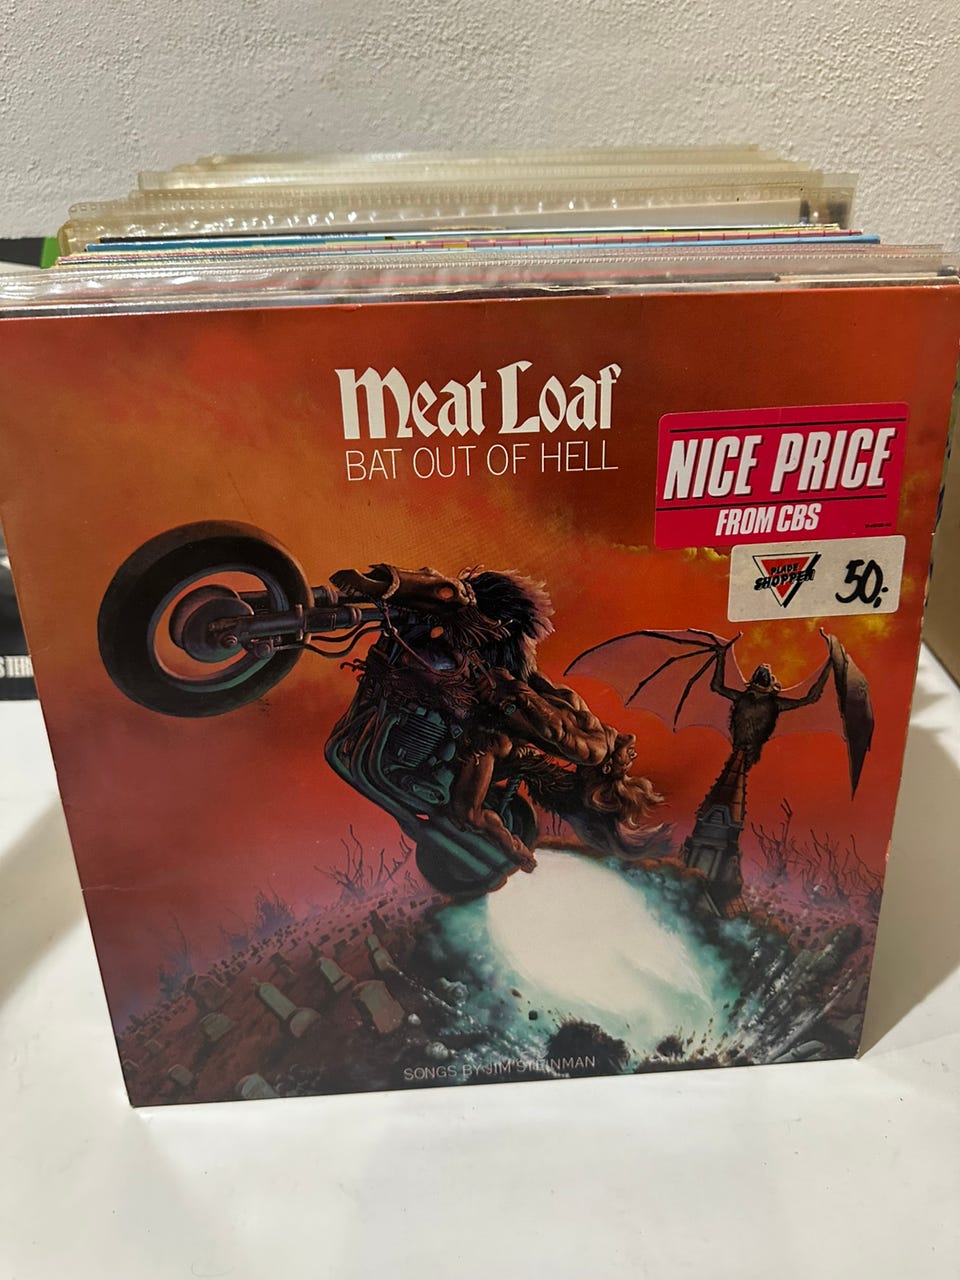 Meat Loaf
BAT OUT OF HELL
NICE PRICE
FROM CBS
PLADE
SHOPPEN
50,-
SONGS BY JIM STEINMAN